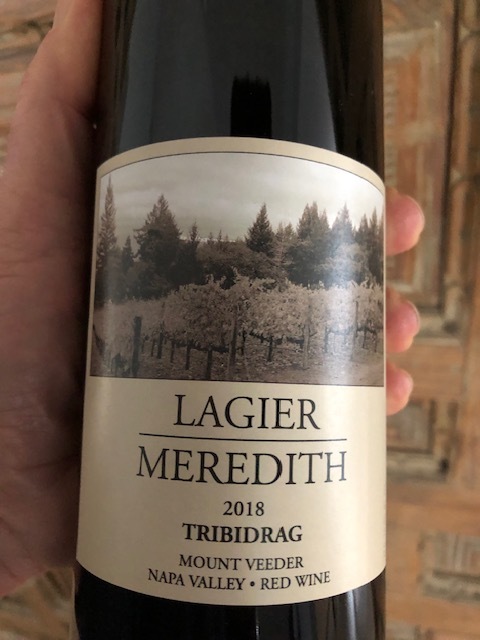 LAGIER
MEREDITH
2018
TRIBIDRAG
MOUNT VEEDER
NAPA VALLEY • RED WINE